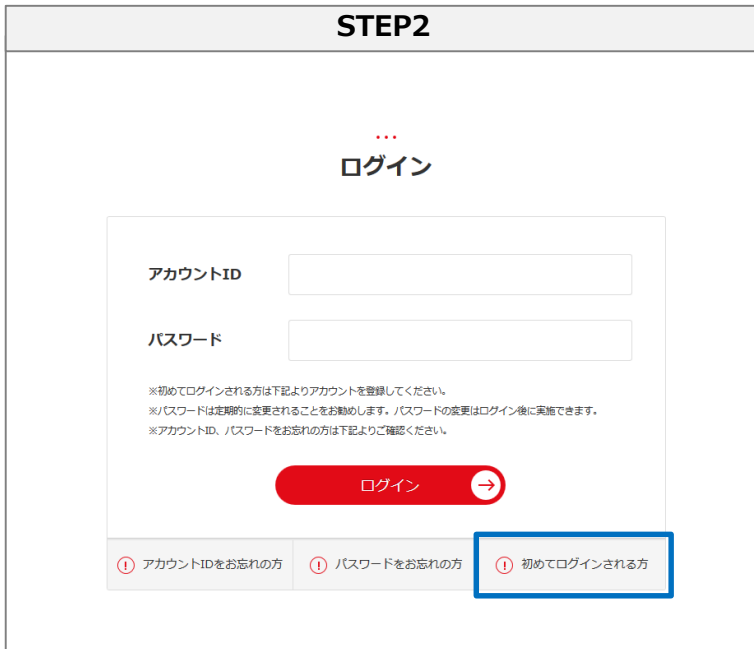 STEP2
ログイン
アカウントID
パスワード
※初めてログインされる方は下記よりアカウントを登録してください。
※パスワードは定期的に変更されることをお勧めします。パスワードの変更はログイン後に実施できます。
※アカウントID、パスワードをお忘れの方は下記よりご確認ください。
ログイン
アカウントIDをお忘れの方
パスワードをお忘れの方
初めてログインされる方